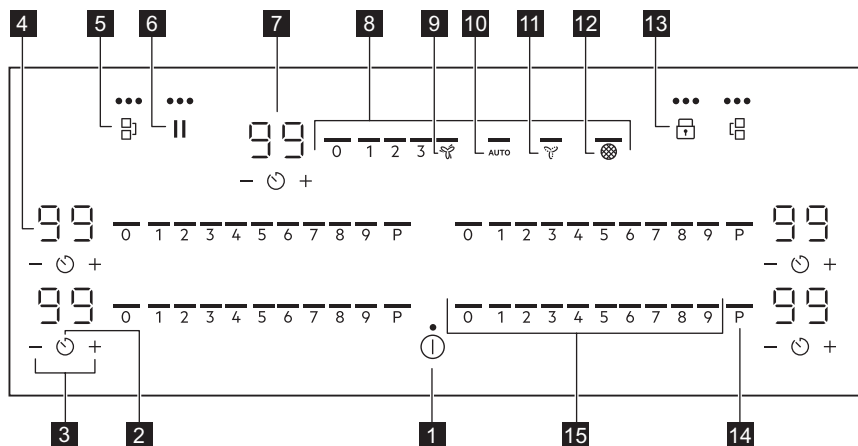 4 5 6 7 8 9 10 11 12 13
99 0 1 2 3 AUTO
- +
99 0 1 2 3 4 5 6 7 8 9 P 0 1 2 3 4 5 6 7 8 9 P 99
- + - +
99 0 1 2 3 4 5 6 7 8 9 P 0 1 2 3 4 5 6 7 8 9 P 99
- + - +
3 2 1 15 14